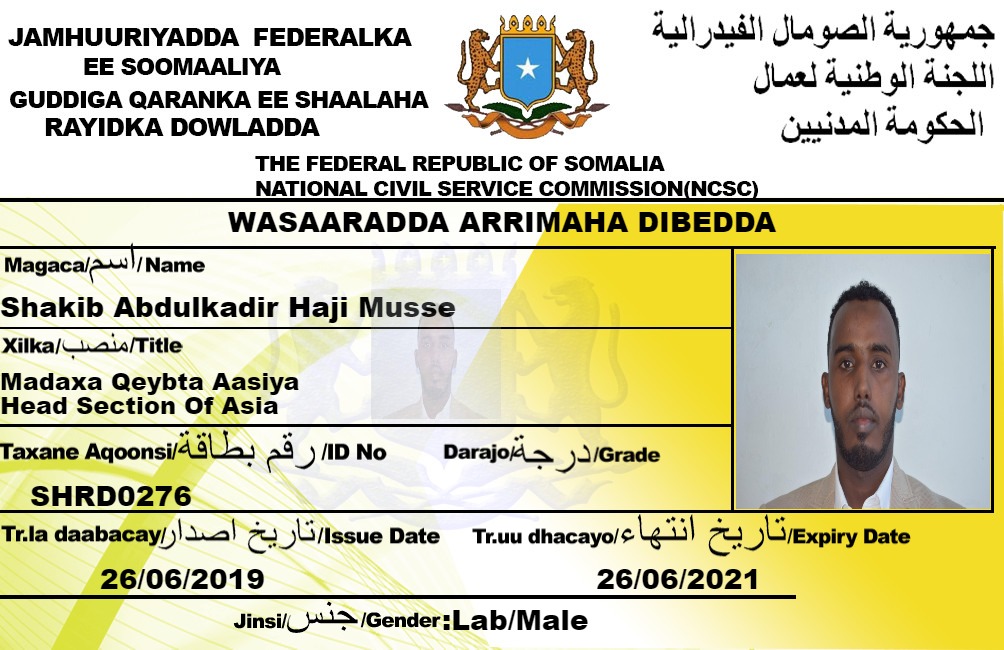 JAMHUURIYADDA FEDERALKA
EE SOOMAALIYA
GUDDIGA QARANKA EE SHAALAHA
RAYIDKA DOWLADDA
جمهورية الصومال الفيدرالية
اللجنة الوطنية لعمال
الحكومة المدنيين
THE FEDERAL REPUBLIC OF SOMALIA
NATIONAL CIVIL SERVICE COMMISSION(NCSC)
WASAARADDA ARRIMAHA DIBEDDA
Magaca/اسم/Name
Shakib Abdulkadir Haji Musse
Xilka/منصب/Title
Madaxa Qeybta Aasiya
Head Section Of Asia
Taxane Aqoonsi/رقم بطاقة/ID No
Darajo/درجة/Grade
SHRD0276
Tr.la daabacay/تاريخ اصدار/Issue Date
Tr.uu dhacayo/تاريخ انتهاء/Expiry Date
26/06/2019
26/06/2021
Jinsi/جنس/Gender:Lab/Male